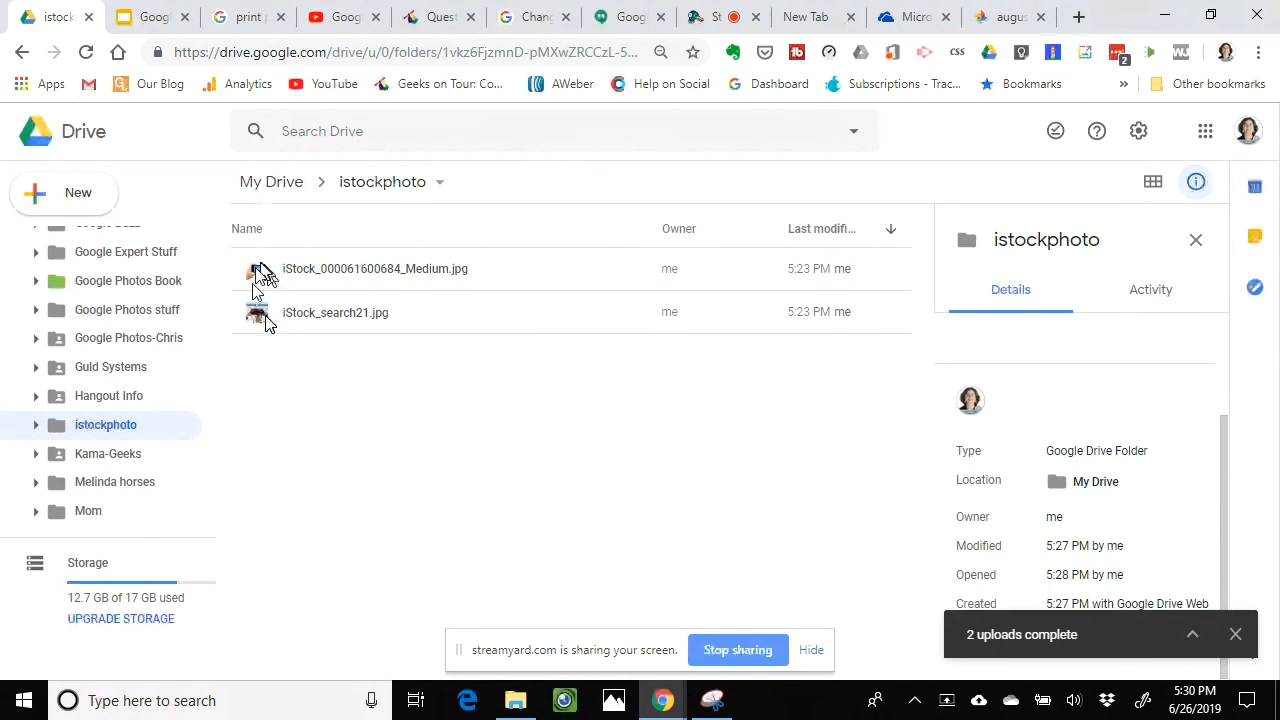 istock
Goog
print p
Goog
Ques
Chan
Goog
New Tab
Micro
augus
https://drive.google.com/drive/u/0/folders/1vkz6FjzmnD-pMXwZRCCzL-5...
css
2
WJ
Apps
Our Blog
Analytics
YouTube
Geeks on Tour: Co...
AWeber
Help on Social
Dashboard
Subscriptions - Trac...
Bookmarks
»
Other bookmarks
Drive
Search Drive
New
My Drive
istockphoto
Name
Owner
Last modifi...
iStock_000061600684_Medium.jpg
me
5:23 PM me
iStock_search21.jpg
me
5:23 PM me
Google Expert Stuff
Google Photos Book
Google Photos stuff
Google Photos-Chris
Guld Systems
Hangout Info
istockphoto
Kama-Geeks
Melinda horses
Mom
Storage
12.7 GB of 17 GB used
UPGRADE STORAGE
istockphoto
Details
Activity
Type
Google Drive Folder
Location
My Drive
Owner
me
Modified
5:27 PM by me
Opened
5:28 PM by me
Created
5:27 PM with Google Drive Web
2 uploads complete
streamyard.com is sharing your screen.
Stop sharing
Hide
Type here to search
5:30 PM
6/26/2019